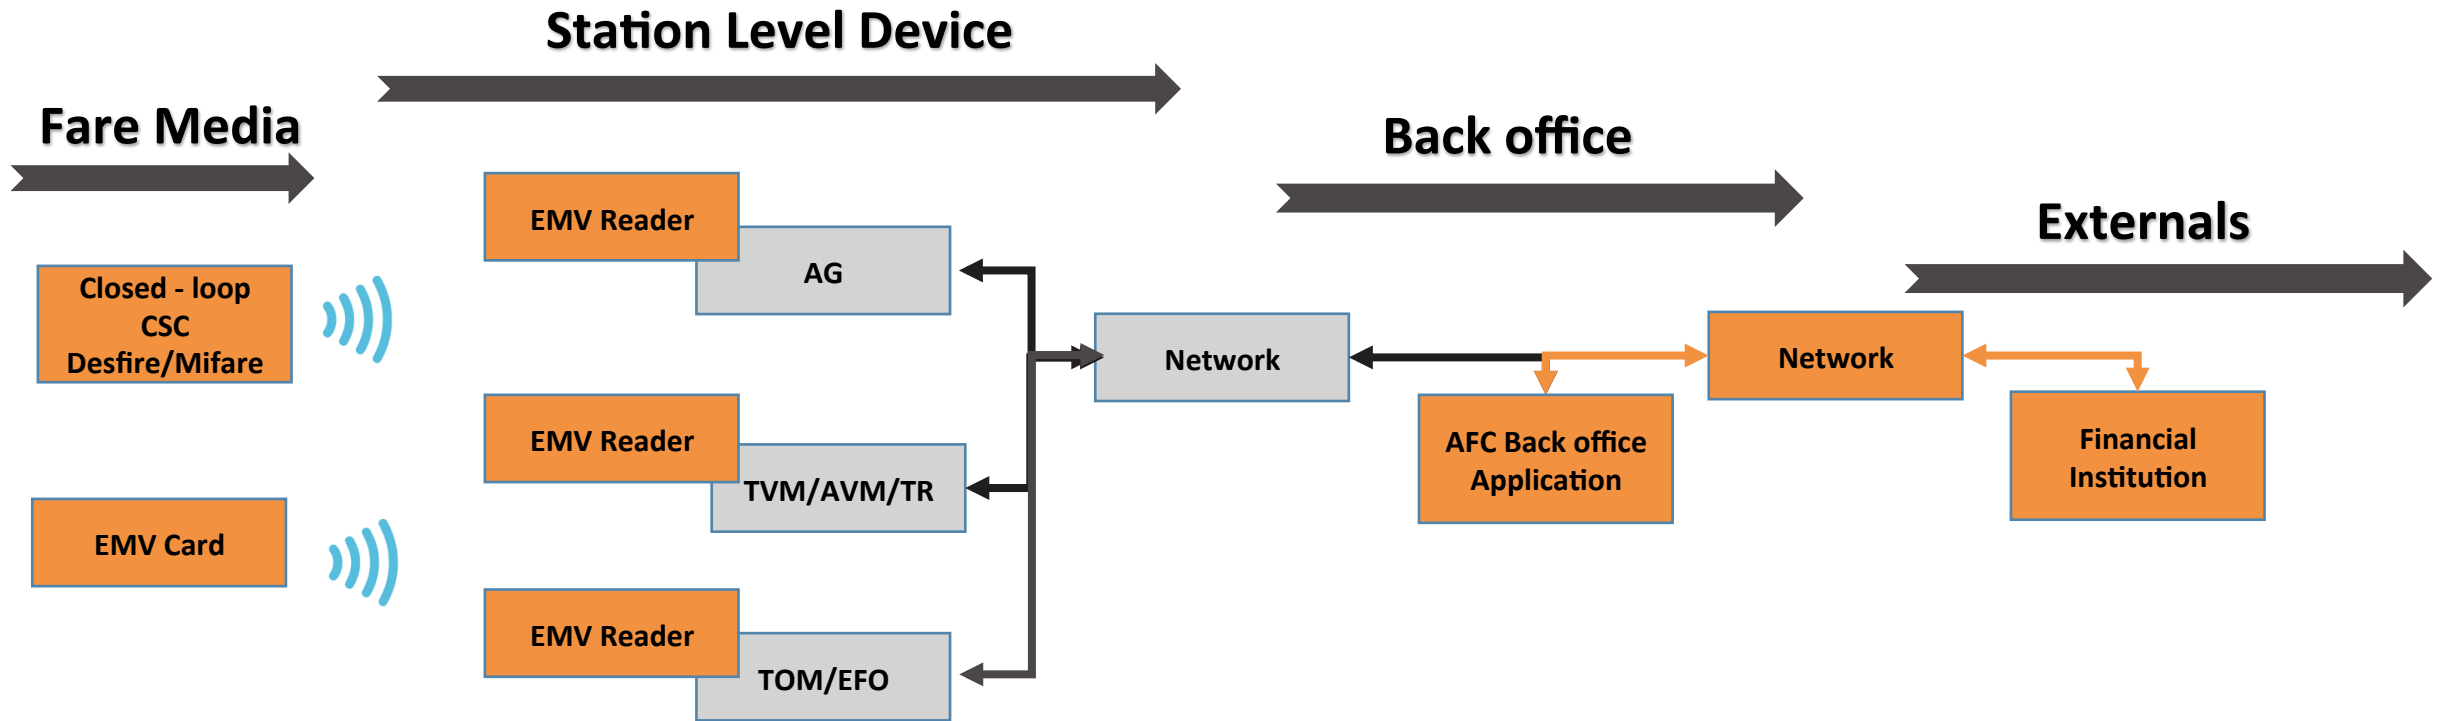 Station Level Device
Fare Media
Back office
Externals
EMV Reader
AG
Closed - loop
CSC
Desfire/Mifare
Network
Network
EMV Reader
TVM/AVM/TR
AFC Back office
Application
Financial
Institution
EMV Card
EMV Reader
TOM/EFO